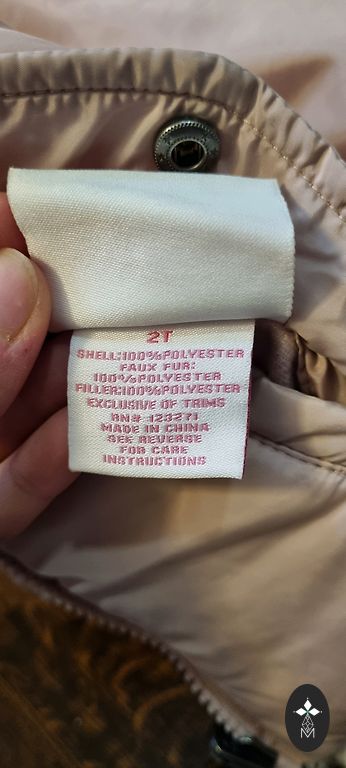 2T
SHELL:100%POLYESTER
FAUX FUR:
100%POLYESTER
FILLER:100%POLYESTER
EXCLUSIVE OF TRIMS
RN# 123271
MADE IN CHINA
SEE REVERSE
FOR CARE
INSTRUCTIONS
M